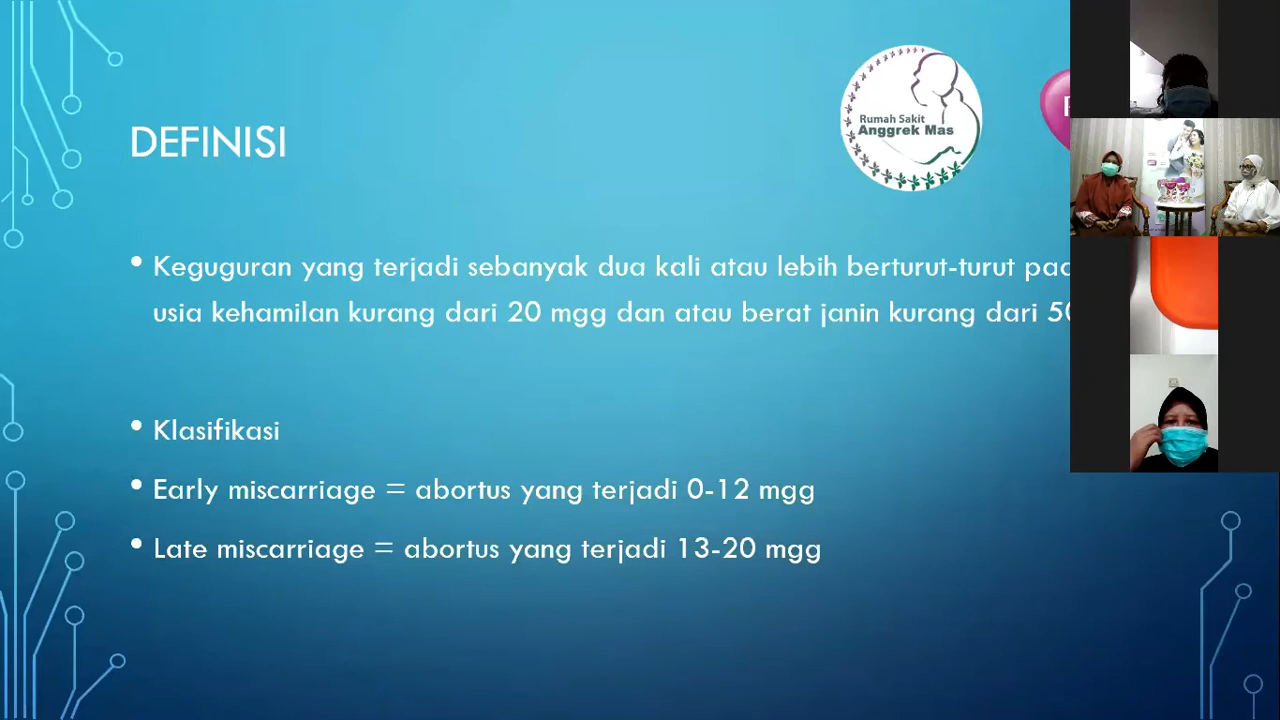 Rumah Sakit
Anggrek Mas
DEFINISI
• Keguguran yang terjadi sebanyak dua kali atau lebih berturut-turut
usia kehamilan kurang dari 20 mgg dan atau berat janin kurang dari
• Klasifikasi
• Early miscarriage = abortus yang terjadi 0-12 mgg
• Late miscarriage = abortus yang terjadi 13-20 mgg